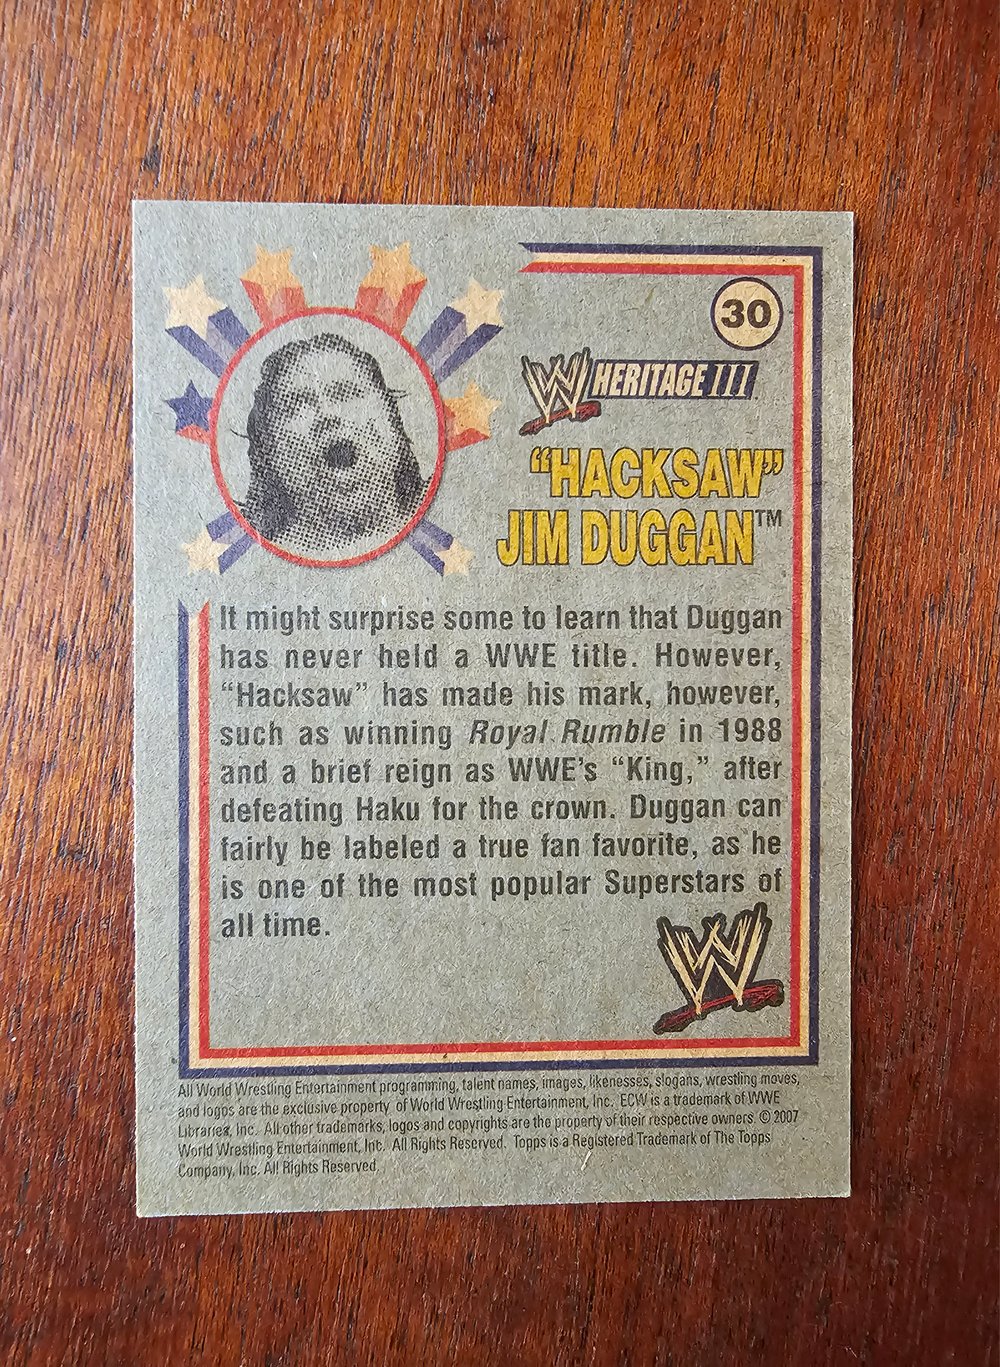 30
W HERITAGE III
“HACKSAW”
JIM DUGGAN™
It might surprise some to learn that Duggan
has never held a WWE title. However,
“Hacksaw” has made his mark, however,
such as winning Royal Rumble in 1988
and a brief reign as WWE’s “King,” after
defeating Haku for the crown. Duggan can
fairly be labeled a true fan favorite, as he
is one of the most popular Superstars of
all time.
W
All World Wrestling Entertainment programming, talent names, images, likenesses, slogans, wrestling moves,
and logos are the exclusive property of World Wrestling Entertainment, Inc. ECW is a trademark of WWE
Libraries, Inc. All other trademarks, logos and copyrights are the property of their respective owners. © 2007
World Wrestling Entertainment, Inc. All Rights Reserved. Topps is a Registered Trademark of The Topps
Company, Inc. All Rights Reserved.